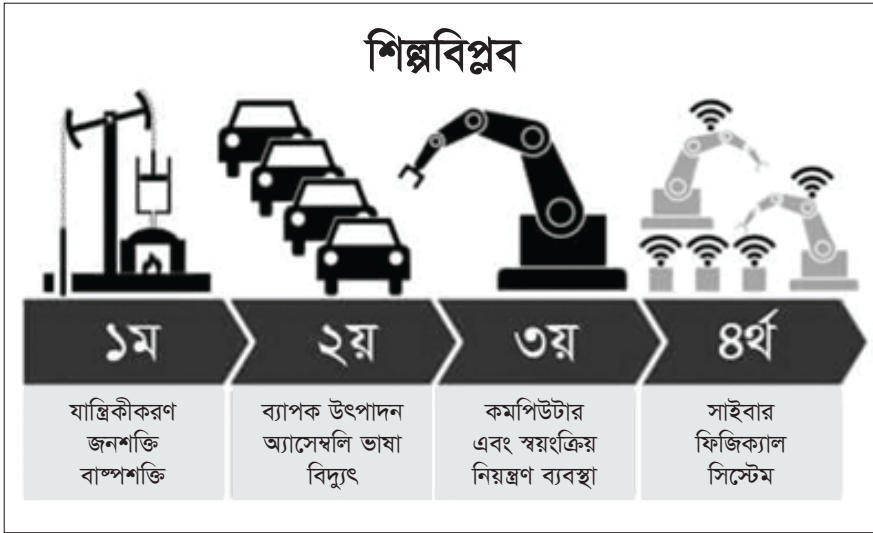 শিল্পবিপ্লব
১ম
২য়
৩য়
৪র্থ
যান্ত্রিকীকরণ
জনশক্তি
বাষ্পশক্তি
ব্যাপক উৎপাদন
অ্যাসেম্বলি ভাষা
বিদ্যুৎ
কমপিউটার
এবং স্বয়ংক্রিয়
নিয়ন্ত্রণ ব্যবস্থা
সাইবার
ফিজিক্যাল
সিস্টেম